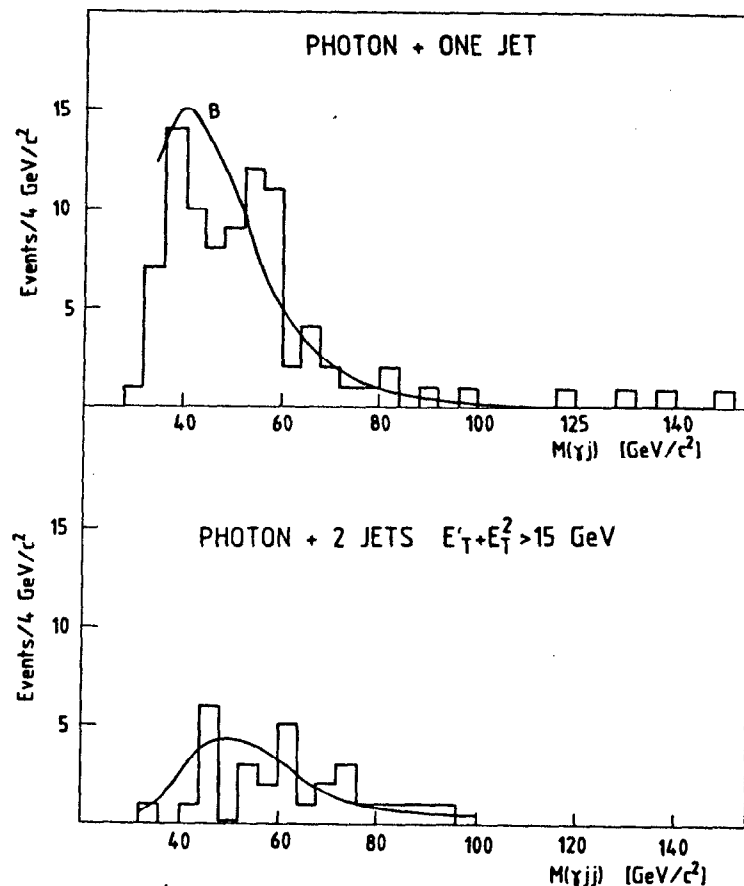 PHOTON + ONE JET
Events/4 GeV/c²
15
10
5
B
40 60 80 100 125 140
M(γj) [GeV/c²]
PHOTON + 2 JETS E'T+E²T >15 GeV
Events/4 GeV/c²
15
10
5
40 60 80 100 120 140
M(γjj) [GeV/c²]